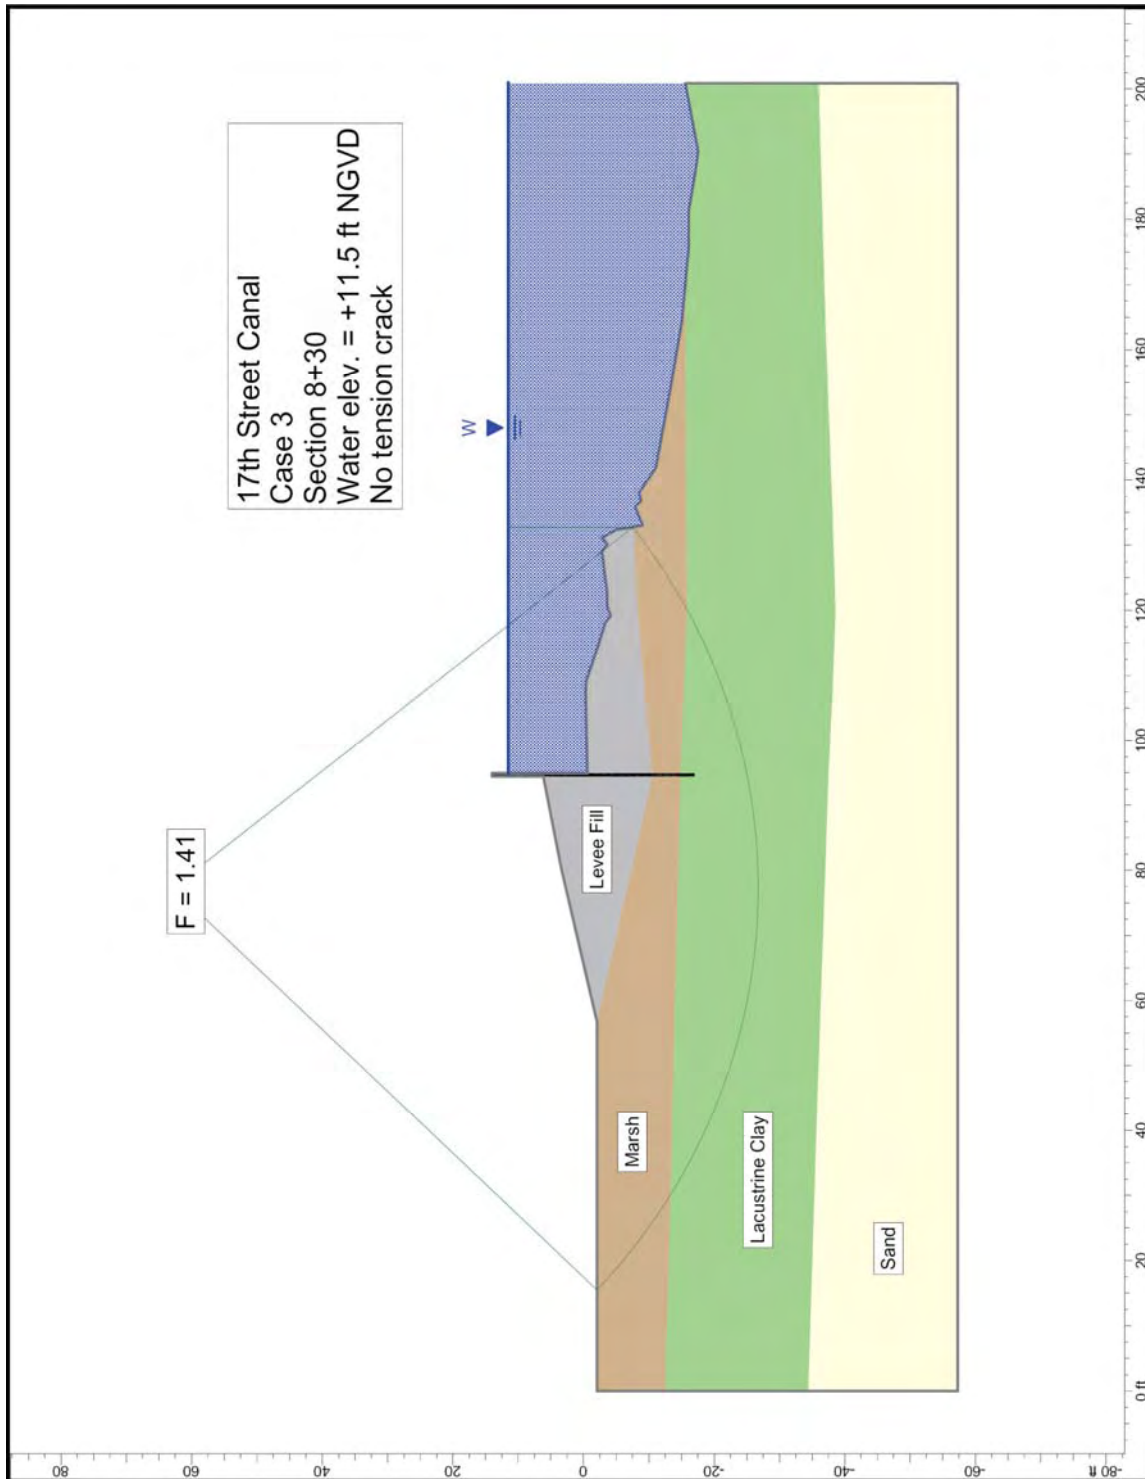 17th Street Canal
Case 3
Section 8+30
Water elev. = +11.5 ft NGVD
No tension crack
F = 1.41
W
Levee Fill
Marsh
Lacustrine Clay
Sand
80
60
40
20
0
-20
-40
-60
-80 ft
0 ft
20
40
60
80
100
120
140
160
180
200